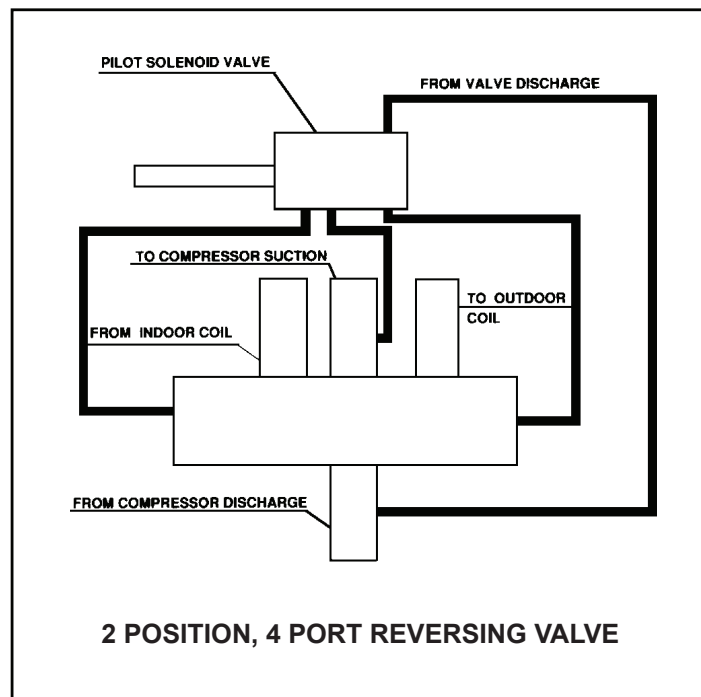 PILOT SOLENOID VALVE
FROM VALVE DISCHARGE
TO COMPRESSOR SUCTION
TO OUTDOOR
COIL
FROM INDOOR COIL
FROM COMPRESSOR DISCHARGE
2 POSITION, 4 PORT REVERSING VALVE